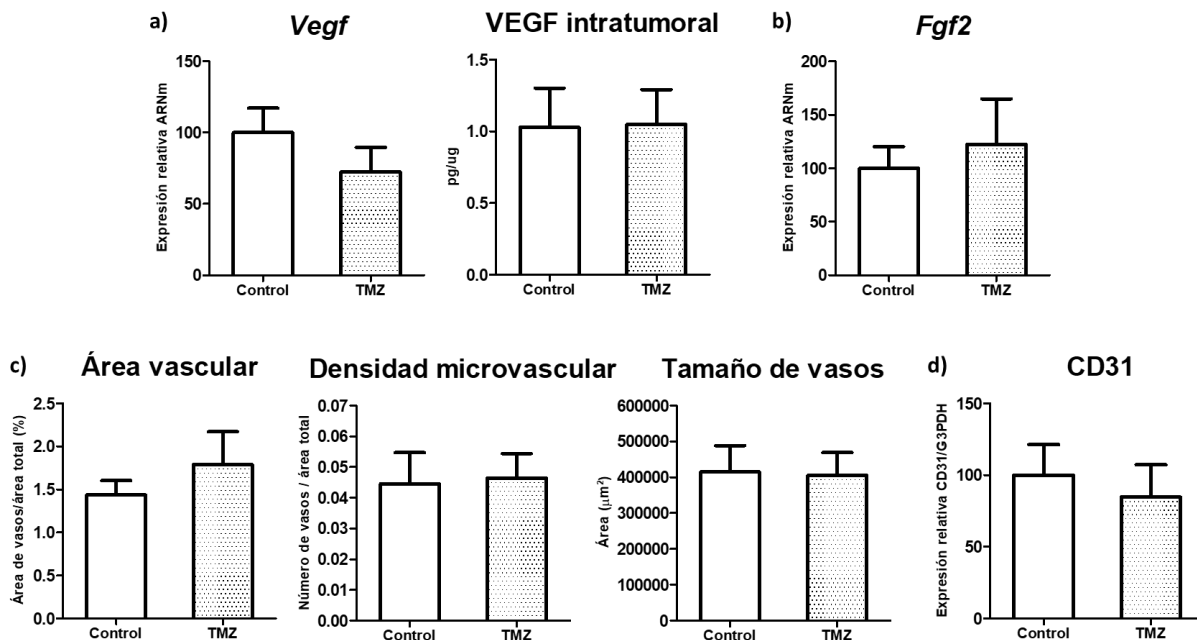 a)
Vegf
Expresión relativa ARNm
150
100
50
0
Control
TMZ
VEGF intratumoral
pg/ug
1.5
1.0
0.5
0.0
Control
TMZ
b)
Fgf2
Expresión relativa ARNm
200
150
100
50
0
Control
TMZ
c)
Área vascular
Área de vasos/área total (%)
2.5
2.0
1.5
1.0
0.5
0.0
Control
TMZ
Densidad microvascular
Número de vasos / área total
0.07
0.06
0.05
0.04
0.03
0.02
0.01
0.00
Control
TMZ
Tamaño de vasos
Área (µm²)
600000
500000
400000
300000
200000
100000
0
Control
TMZ
d)
CD31
Expresión relativa CD31/G3PDH
150
100
50
0
Control
TMZ